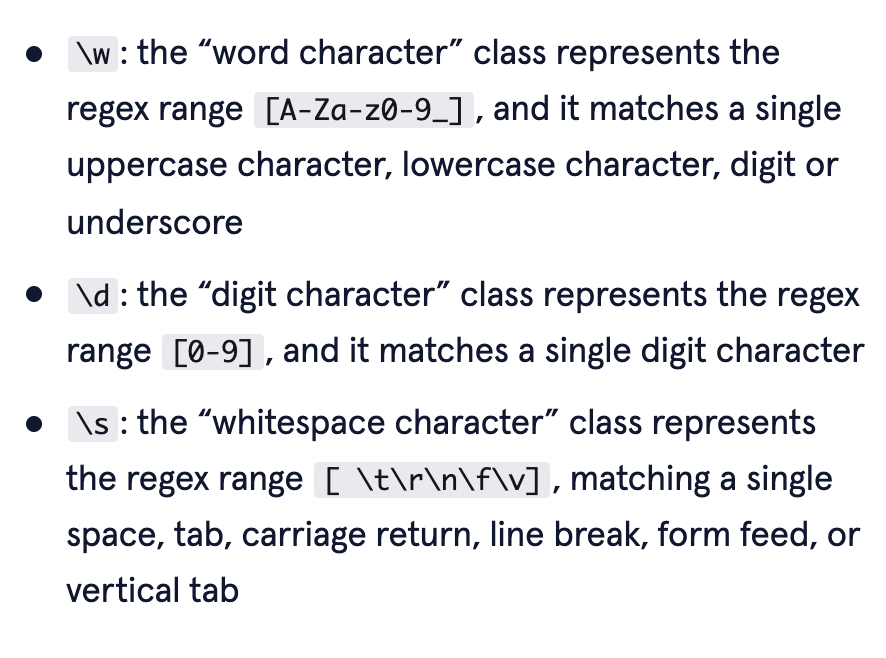 • \w: the “word character” class represents the
regex range [A-Za-z0-9_], and it matches a single
uppercase character, lowercase character, digit or
underscore
• \d: the “digit character” class represents the regex
range [0-9], and it matches a single digit character
• \s: the “whitespace character” class represents
the regex range [ \t\r\n\f\v], matching a single
space, tab, carriage return, line break, form feed, or
vertical tab